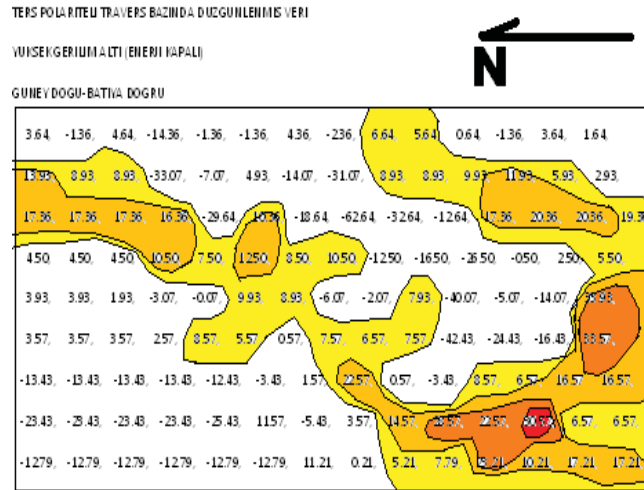 TERS POLARITELI TRAVERS BAZINDA DUZGUNLENMIS VERI
YUKSEK GERILIM ALTI (ENERJI KAPALI)
GUNEY DOGU-BATIYA DOGRU
N
3.64, -1.36, 4.64, -14.36, -1.36, -1.36, 4.36, -2.36, 6.64, 5.64, 0.64, -1.36, 3.64, 1.64,
13.93, 8.93, 8.93, -33.07, -7.07, 4.93, -14.07, -31.07, 8.93, 8.93, 9.93, 11.93, 5.93, 2.93,
17.36, 17.36, 17.36, 16.36, -29.64, 10.36, -18.64, -62.64, -32.64, -12.64, 17.36, 20.36, 20.36, 19.36
4.50, 4.50, 4.50, 10.50, 7.50, 12.50, 8.50, 10.50, -12.50, -16.50, -26.50, -0.50, 2.50, 5.50,
3.93, 3.93, 1.93, -3.07, -0.07, 9.93, 8.93, -6.07, -2.07, 7.93, -40.07, -5.07, -14.07, 35.93,
3.57, 3.57, 3.57, 2.57, 8.57, 5.57, 0.57, 7.57, 6.57, 7.57, -42.43, -24.43, -16.43, 33.57,
-13.43, -13.43, -13.43, -13.43, -12.43, -3.43, 1.57, 22.57, 0.57, -3.43, 8.57, 6.57, 16.57, 16.57,
-23.43, -23.43, -23.43, -23.43, -25.43, 11.57, -5.43, 3.57, 14.57, 22.57, 6.57, 6.57,
-12.79, -12.79, -12.79, -12.79, -12.79, -12.79, 11.21, 0.21, 5.21, 7.79, 10.21, 17.21, 17.21,